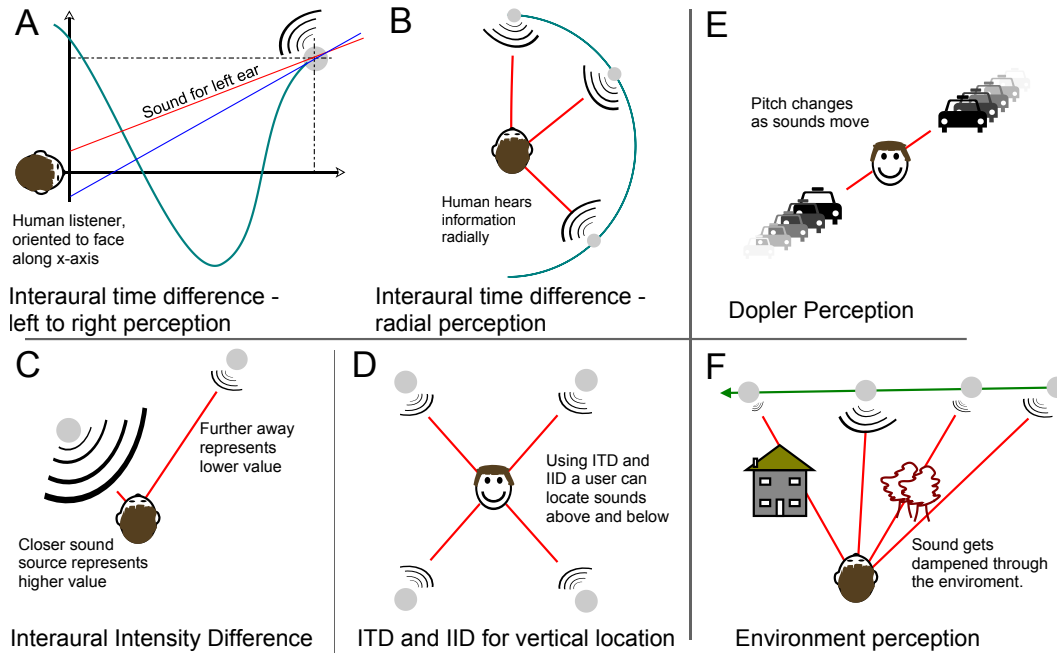 A
Sound for left ear
Human listener,
oriented to face
along x-axis
Interaural time difference -
left to right perception
B
Human hears
information
radially
Interaural time difference -
radial perception
E
Pitch changes
as sounds move
Dopler Perception
C
Further away
represents
lower value
Closer sound
source represents
higher value
Interaural Intensity Difference
D
Using ITD and
IID a user can
locate sounds
above and below
ITD and IID for vertical location
F
Sound gets
dampened through
the enviroment.
Environment perception